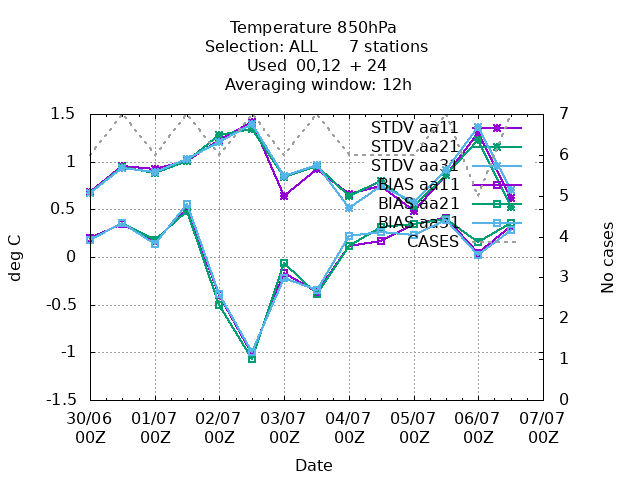 Temperature 850hPa
Selection: ALL 7 stations
Used 00,12 + 24
Averaging window: 12h
1.5
1
0.5
0
-0.5
-1
-1.5
deg C
7
6
5
4
3
2
1
0
No cases
STDV aa11
STDV aa21
STDV aa31
BIAS aa11
BIAS aa21
BIAS aa31
CASES
30/06 01/07 02/07 03/07 04/07 05/07 06/07 07/07
00Z 00Z 00Z 00Z 00Z 00Z 00Z 00Z
Date